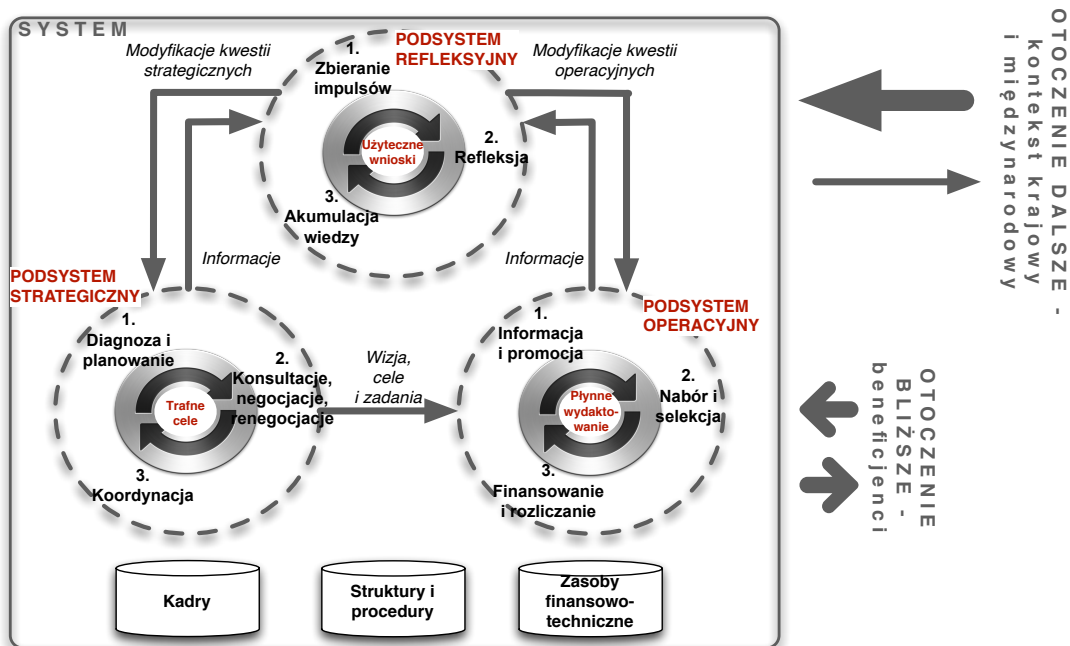 SYSTEM
Modyfikacje kwestii
strategicznych
1.
Zbieranie
impulsów
PODSYSTEM
REFLEKSYJNY
Modyfikacje kwestii
operacyjnych
Użyteczne
wnioski
2.
Refleksja
3.
Akumulacja
wiedzy
Informacje
Informacje
PODSYSTEM
STRATEGICZNY
1.
Diagnoza i
planowanie
2.
Konsultacje,
negocjacje,
renegocjacje
Trafne
cele
3.
Koordynacja
Wizja,
cele
i zadania
PODSYSTEM
OPERACYJNY
1.
Informacja
i promocja
2.
Nabór i
selekcja
Płynne
wydakto-
wanie
3.
Finansowanie
i rozliczanie
Kadry
Struktury i
procedury
Zasoby
finansowo-
techniczne
OTOCZENIE DALSZE -
kontekst krajowy
i międzynarodowy
OTOCZENIE
BLIŻSZE -
beneficjenci